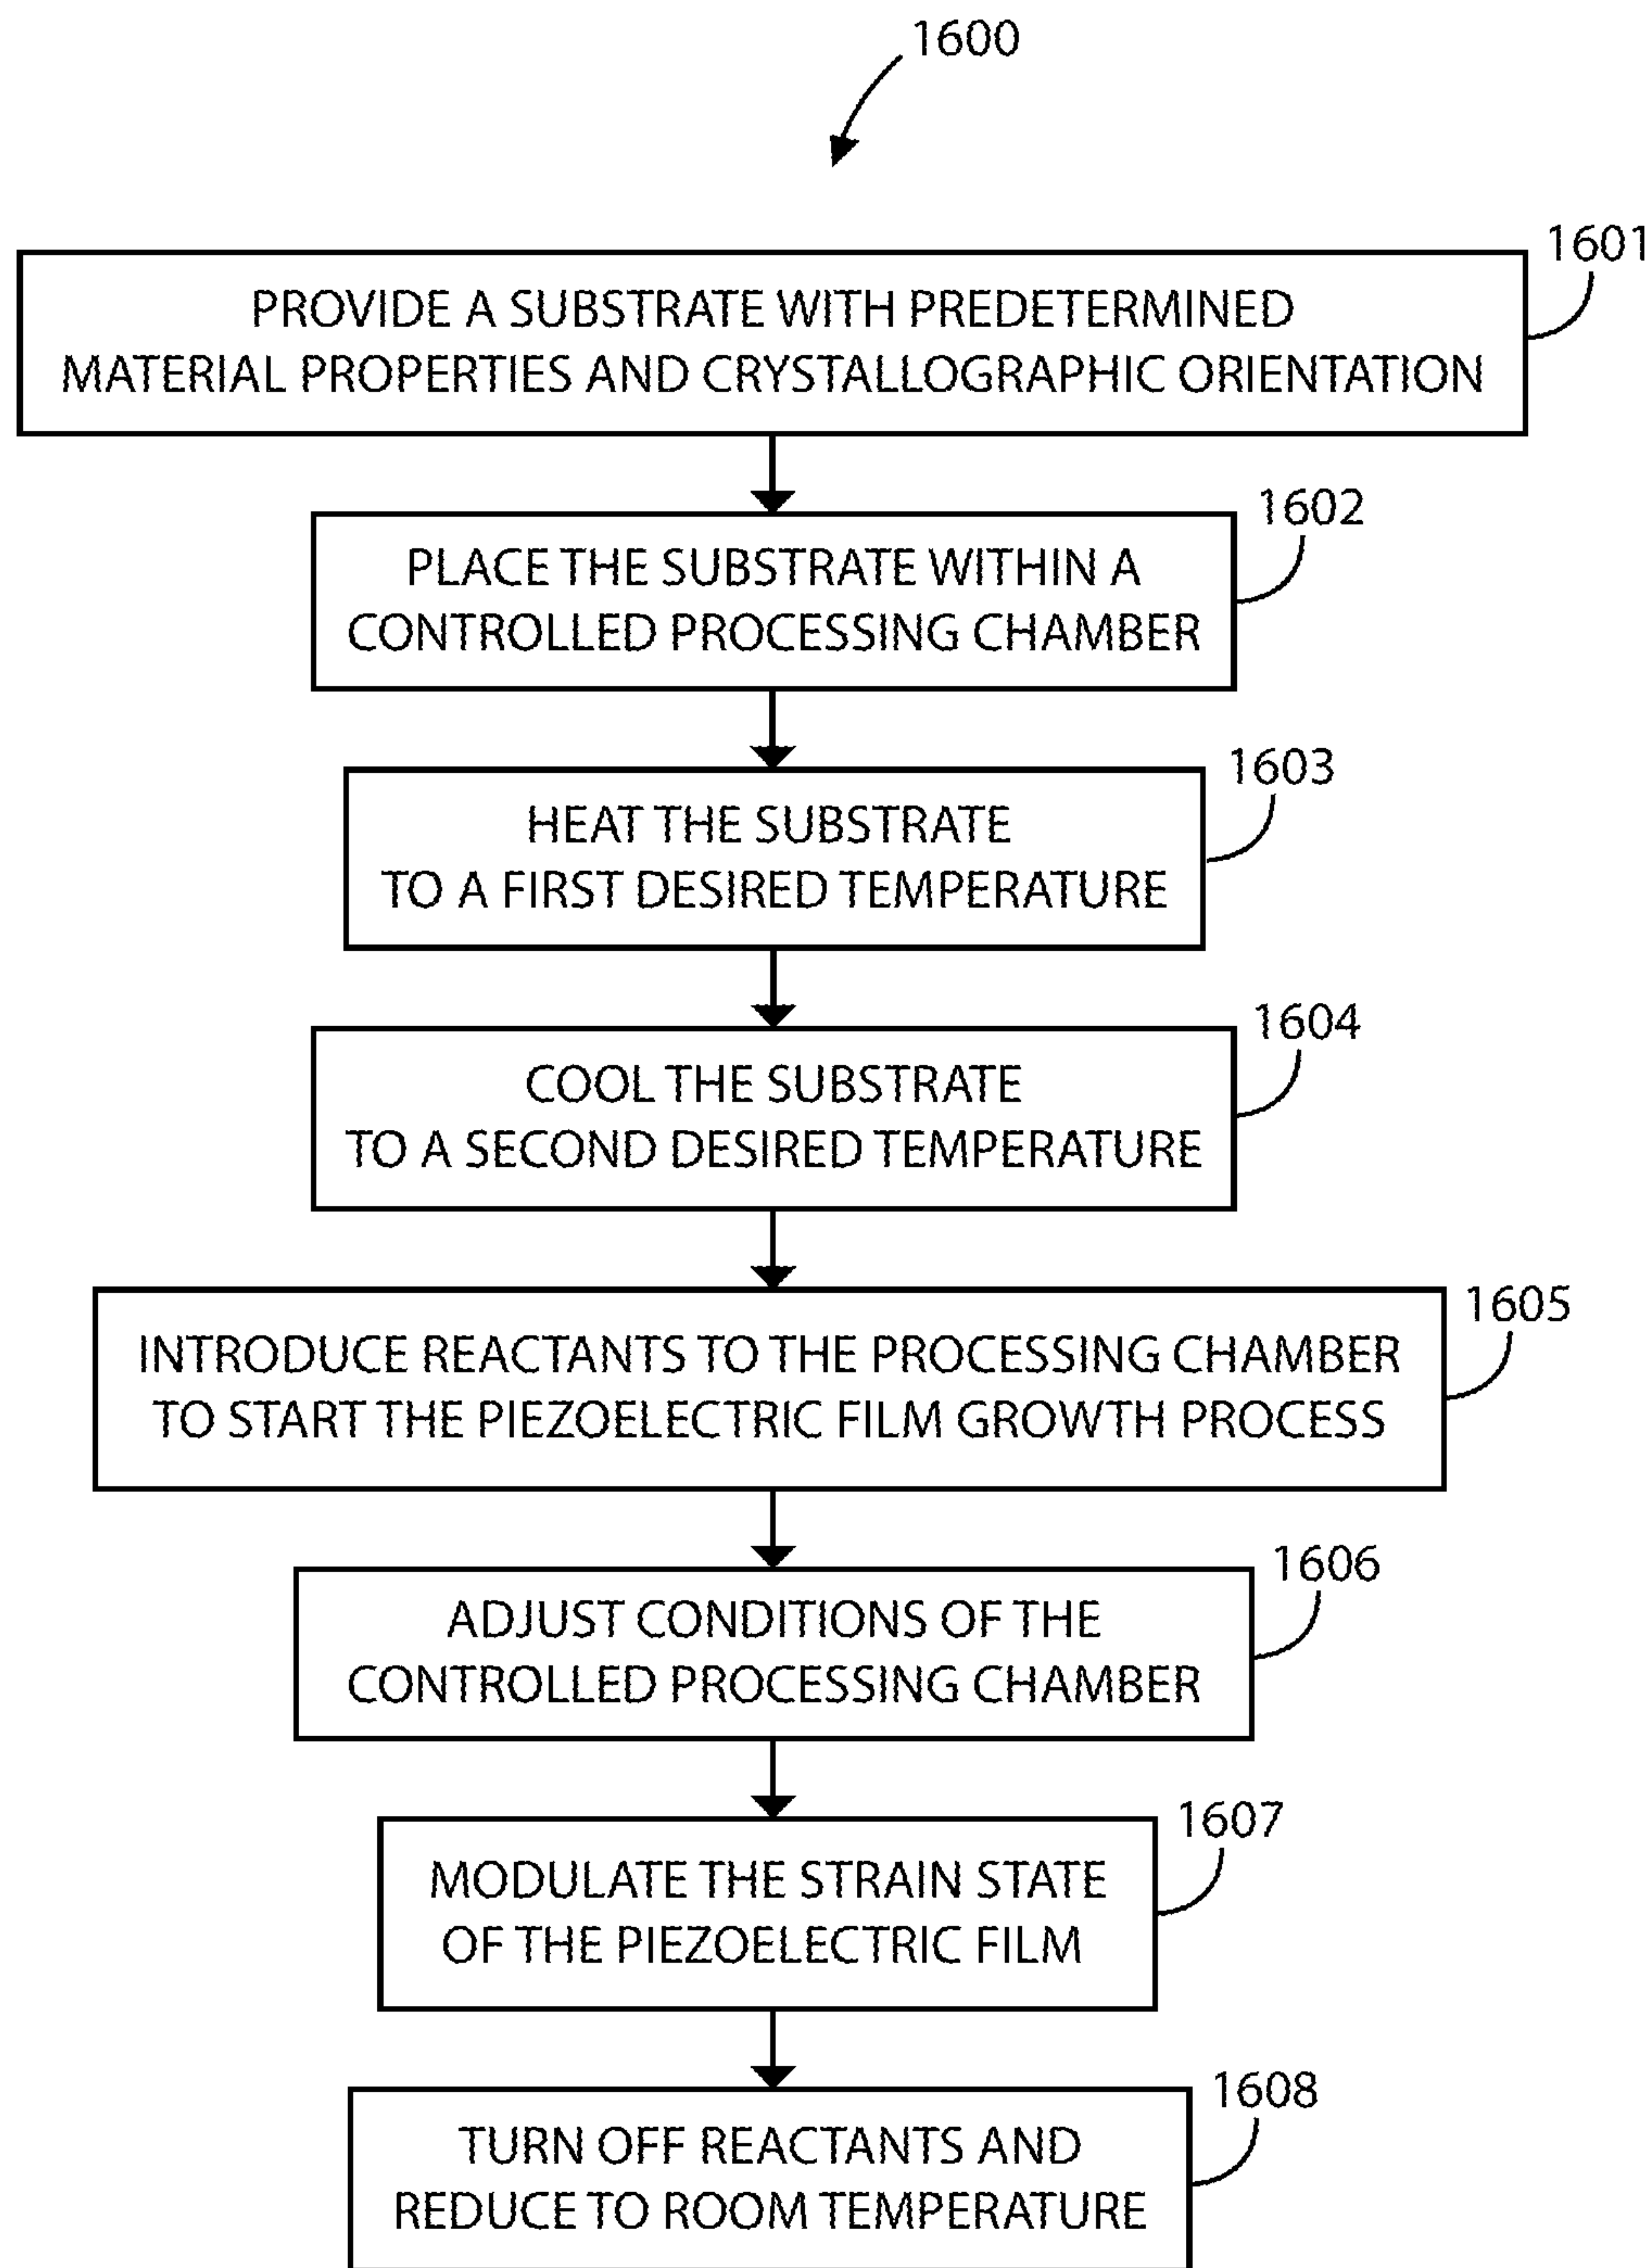 1600
1601
PROVIDE A SUBSTRATE WITH PREDETERMINED
MATERIAL PROPERTIES AND CRYSTALLOGRAPHIC ORIENTATION
1602
PLACE THE SUBSTRATE WITHIN A
CONTROLLED PROCESSING CHAMBER
1603
HEAT THE SUBSTRATE
TO A FIRST DESIRED TEMPERATURE
1604
COOL THE SUBSTRATE
TO A SECOND DESIRED TEMPERATURE
1605
INTRODUCE REACTANTS TO THE PROCESSING CHAMBER
TO START THE PIEZOELECTRIC FILM GROWTH PROCESS
1606
ADJUST CONDITIONS OF THE
CONTROLLED PROCESSING CHAMBER
1607
MODULATE THE STRAIN STATE
OF THE PIEZOELECTRIC FILM
1608
TURN OFF REACTANTS AND
REDUCE TO ROOM TEMPERATURE